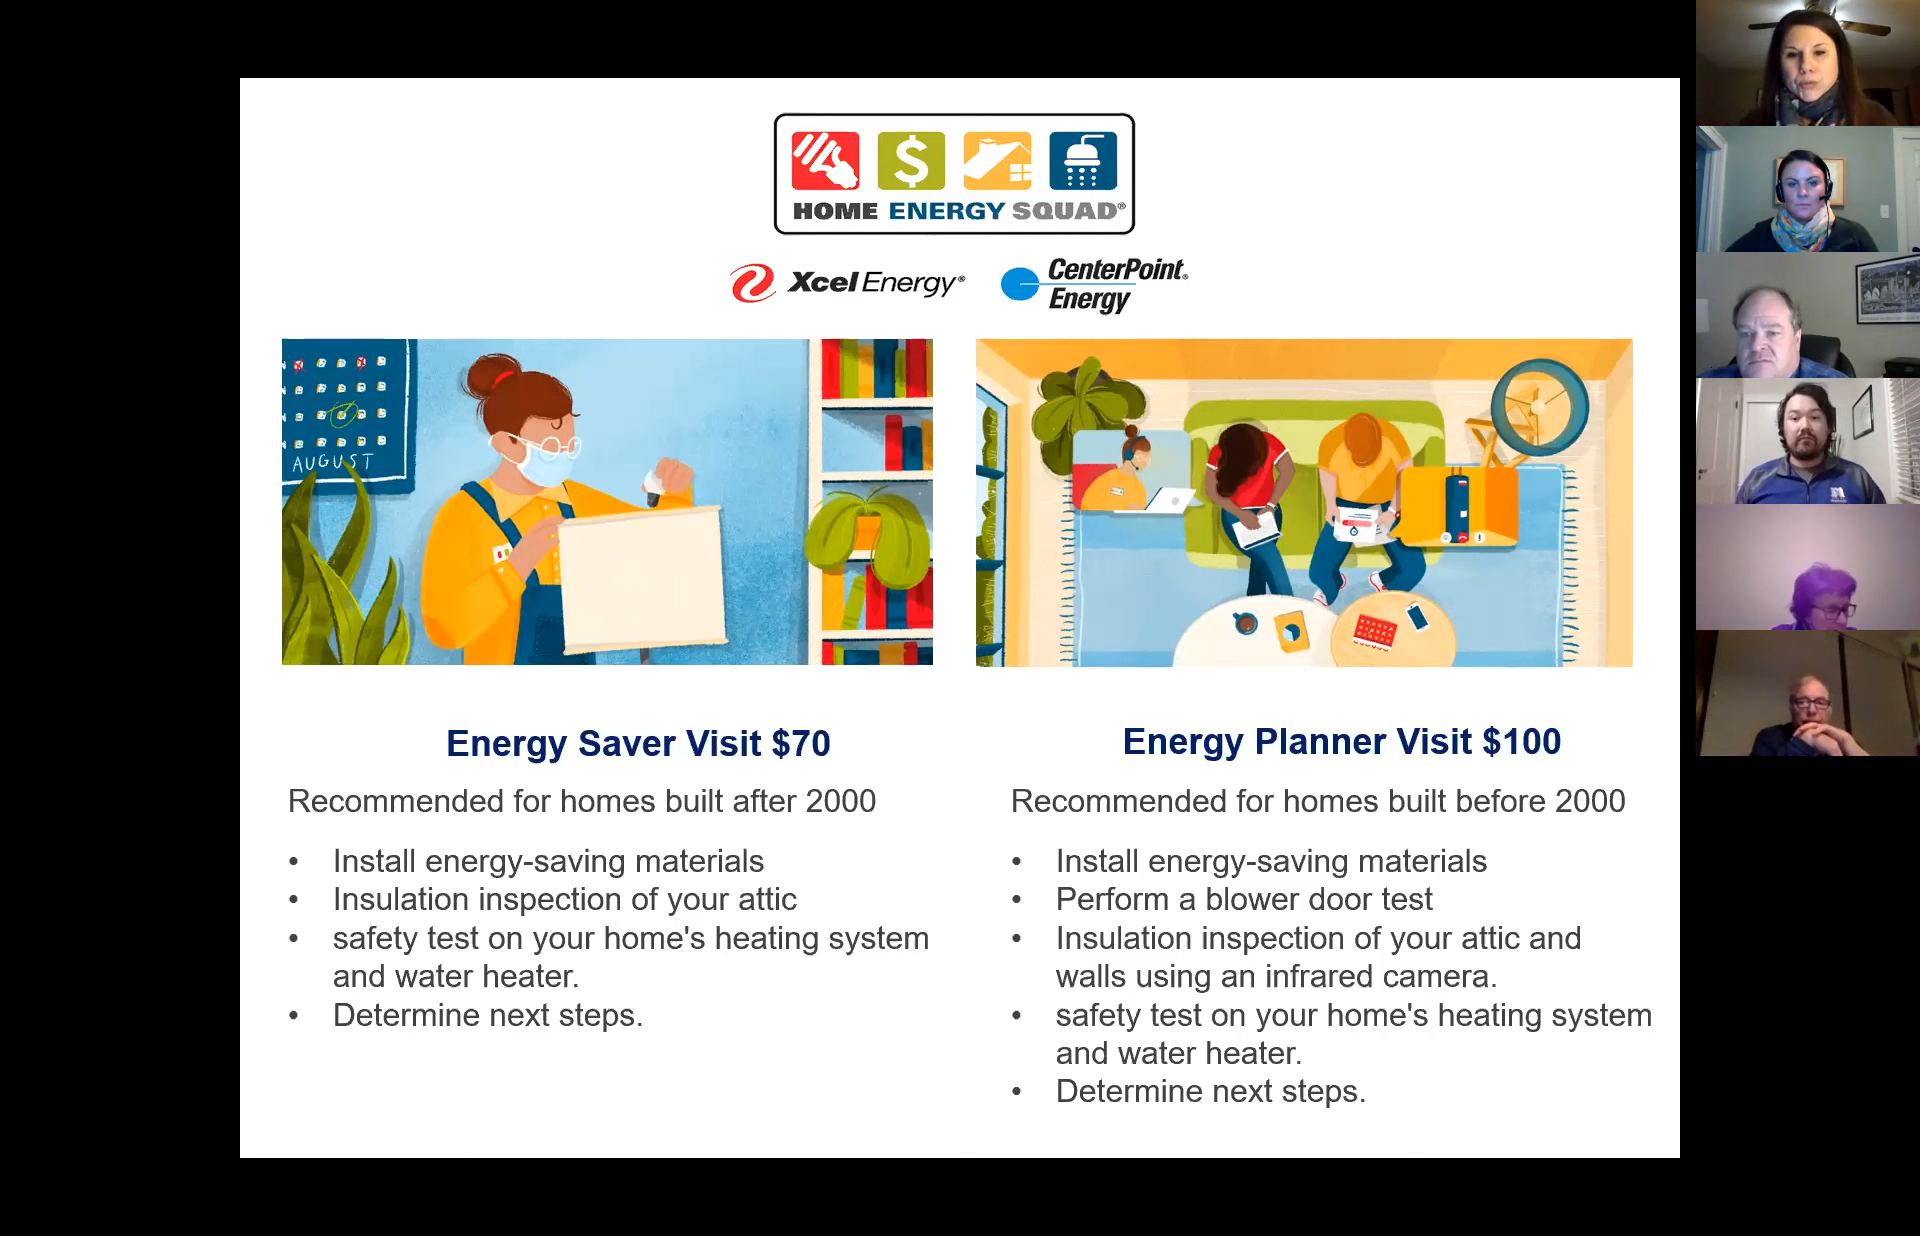 HOME ENERGY SQUAD®
Xcel Energy®
CenterPoint®
Energy
AUGUST
Energy Saver Visit $70
Recommended for homes built after 2000
• Install energy-saving materials
• Insulation inspection of your attic
• safety test on your home's heating system
and water heater.
• Determine next steps.
Energy Planner Visit $100
Recommended for homes built before 2000
• Install energy-saving materials
• Perform a blower door test
• Insulation inspection of your attic and
walls using an infrared camera.
• safety test on your home's heating system
and water heater.
• Determine next steps.